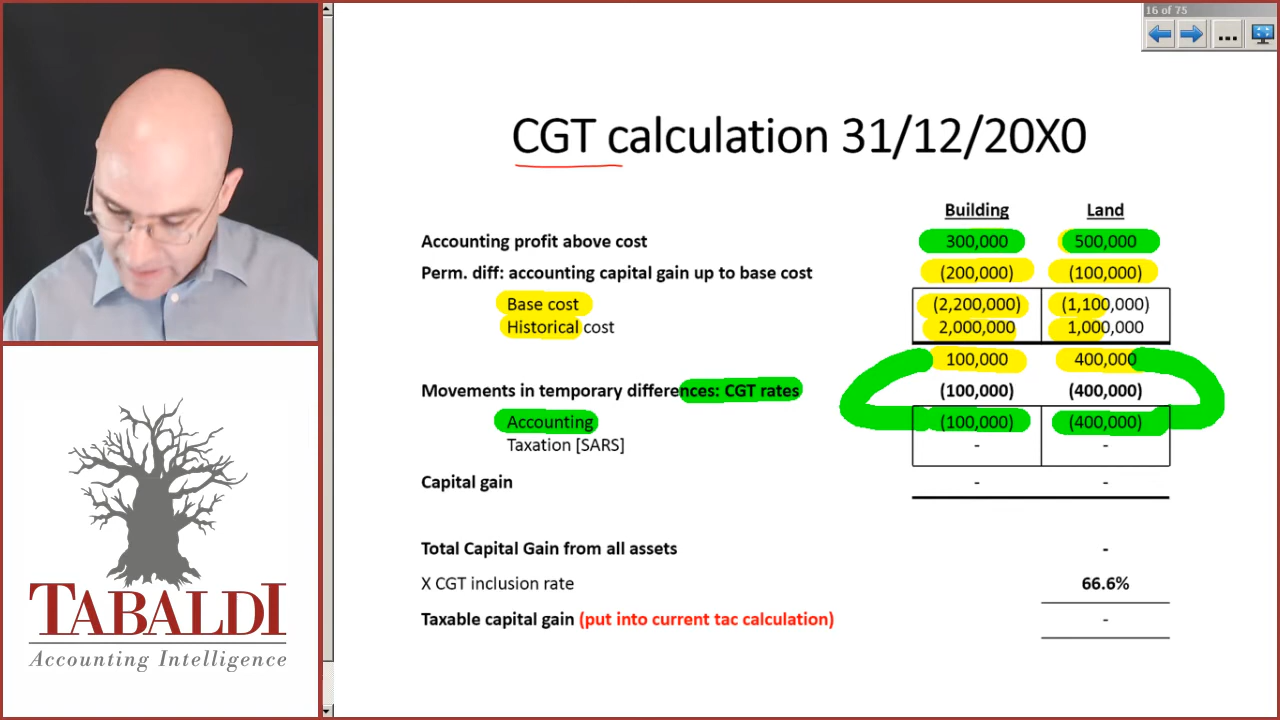 16 of 75
CGT calculation 31/12/20X0
Building Land
Accounting profit above cost 300,000 500,000
Perm. diff: accounting capital gain up to base cost (200,000) (100,000)
Base cost (2,200,000) (1,100,000)
Historical cost 2,000,000 1,000,000
100,000 400,000
Movements in temporary differences: CGT rates (100,000) (400,000)
Accounting (100,000) (400,000)
Taxation [SARS] - -
Capital gain - -
Total Capital Gain from all assets -
X CGT inclusion rate 66.6%
Taxable capital gain (put into current tac calculation) -
TABALDI
Accounting Intelligence